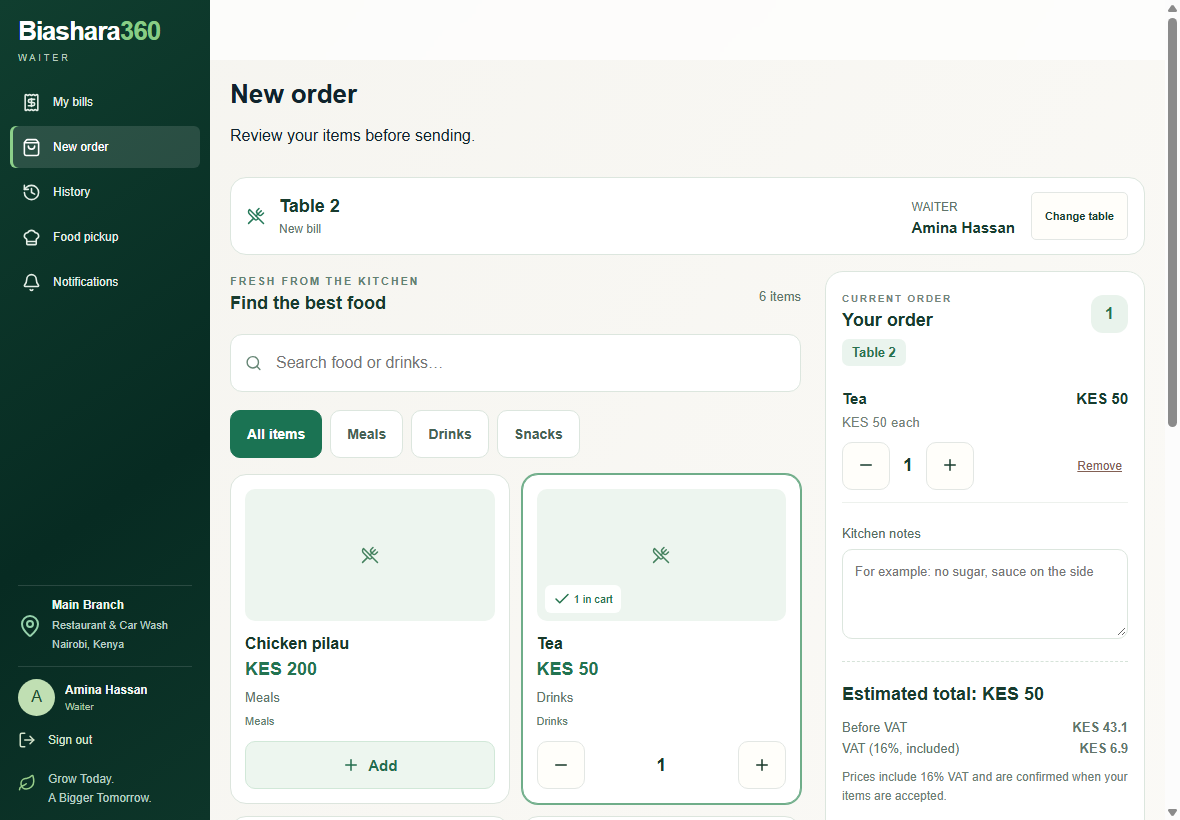 Biashara360
WAITER
My bills
New order
History
Food pickup
Notifications
Main Branch
Restaurant & Car Wash
Nairobi, Kenya
A
Amina Hassan
Waiter
Sign out
Grow Today.
A Bigger Tomorrow.
New order
Review your items before sending.
Table 2
New bill
WAITER
Amina Hassan
Change table
FRESH FROM THE KITCHEN
Find the best food
6 items
Search food or drinks...
All items
Meals
Drinks
Snacks
Chicken pilau
KES 200
Meals
Meals
+ Add
1 in cart
Tea
KES 50
Drinks
Drinks
− 1 +
CURRENT ORDER
Your order
1
Table 2
Tea KES 50
KES 50 each
− 1 + Remove
Kitchen notes
For example: no sugar, sauce on the side
Estimated total: KES 50
Before VAT KES 43.1
VAT (16%, included) KES 6.9
Prices include 16% VAT and are confirmed when your
items are accepted.